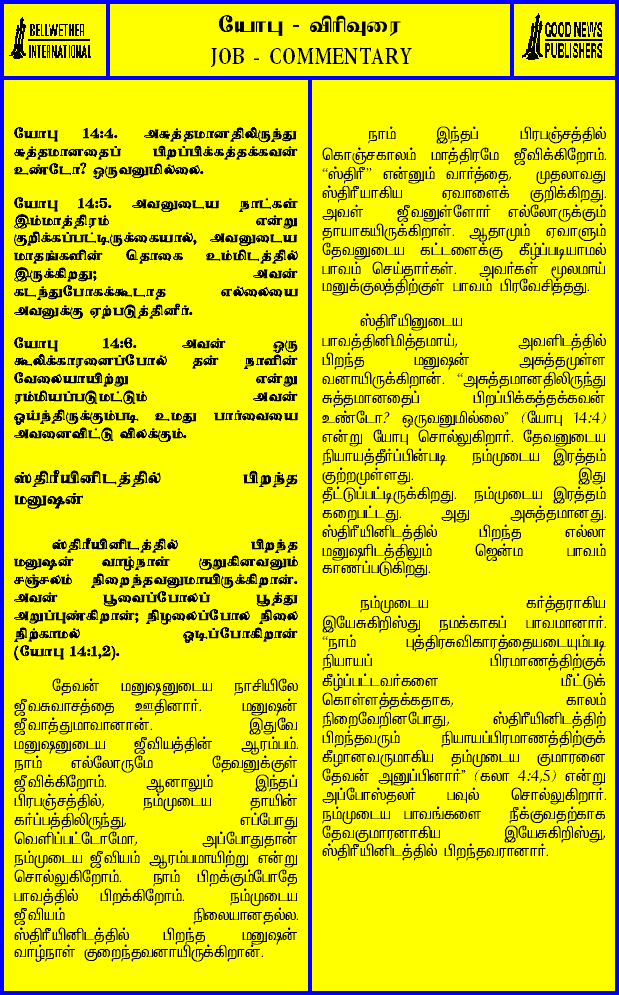 BELLWETHER
INTERNATIONAL
யோபு - விரிவுரை
JOB - COMMENTARY
GOOD NEWS
PUBLISHERS
யோபு 14:4. அசுத்தமானதிலிருந்து
சுத்தமானதைப் பிறப்பிக்கத்தக்கவன்
உண்டோ? ஒருவனுமில்லை.
யோபு 14:5. அவனுடைய நாட்கள்
இம்மாத்திரம் என்று
குறிக்கப்பட்டிருக்கையால், அவனுடைய
மாதங்களின் தொகை உம்மிடத்தில்
இருக்கிறது; அவன்
கடந்துபோகக்கூடாத எல்லையை
அவனுக்கு ஏற்படுத்தினீர்.
யோபு 14:6. அவன் ஒரு
கூலிக்காரனைப்போல் தன் நாளின்
வேலையாயிற்று என்று
ரம்மியப்படுமட்டும் அவன்
ஓய்ந்திருக்கும்படி உமது பார்வையை
அவனைவிட்டு விலக்கும்.
ஸ்திரீயினிடத்தில் பிறந்த
மனுஷன்
ஸ்திரீயினிடத்தில் பிறந்த
மனுஷன் வாழ்நாள் குறுகினவனும்
சஞ்சலம் நிறைந்தவனுமாயிருக்கிறான்.
அவன் பூவைப்போலப் பூத்து
அறுப்புண்கிறான்; நிழலைப்போல நிலை
நிற்காமல் ஓடிப்போகிறான்
(யோபு 14:1,2).
தேவன் மனுஷனுடைய நாசியிலே
ஜீவசுவாசத்தை ஊதினார். மனுஷன்
ஜீவாத்துமாவானான். இதுவே
மனுஷனுடைய ஜீவியத்தின் ஆரம்பம்.
நாம் எல்லோருமே தேவனுக்குள்
ஜீவிக்கிறோம். ஆனாலும் இந்தப்
பிரபஞ்சத்தில், நம்முடைய தாயின்
கர்ப்பத்திலிருந்து, எப்போது
வெளிப்பட்டோமோ, அப்போதுதான்
நம்முடைய ஜீவியம் ஆரம்பமாயிற்று என்று
சொல்லுகிறோம். நாம் பிறக்கும்போதே
பாவத்தில் பிறக்கிறோம். நம்முடைய
ஜீவியம் நிலையானதல்ல.
ஸ்திரீயினிடத்தில் பிறந்த மனுஷன்
வாழ்நாள் குறைந்தவனாயிருக்கிறான்.
நாம் இந்தப் பிரபஞ்சத்தில்
கொஞ்சகாலம் மாத்திரமே ஜீவிக்கிறோம்.
“ஸ்திரீ” என்னும் வார்த்தை, முதலாவது
ஸ்திரீயாகிய ஏவாளைக் குறிக்கிறது.
அவள் ஜீவனுள்ளோர் எல்லோருக்கும்
தாயாகயிருக்கிறாள். ஆதாமும் ஏவாளும்
தேவனுடைய கட்டளைக்கு கீழ்ப்படியாமல்
பாவம் செய்தார்கள். அவர்கள் மூலமாய்
மனுக்குலத்திற்குள் பாவம் பிரவேசித்தது.
ஸ்திரீயினுடைய
பாவத்தினிமித்தமாய், அவளிடத்தில்
பிறந்த மனுஷன் அசுத்தமுள்ள
வனாயிருக்கிறான். “அசுத்தமானதிலிருந்து
சுத்தமானதைப் பிறப்பிக்கத்தக்கவன்
உண்டோ? ஒருவனுமில்லை” (யோபு 14:4)
என்று யோபு சொல்லுகிறார். தேவனுடைய
நியாயத்தீர்ப்பின்படி நம்முடைய இரத்தம்
குற்றமுள்ளது. இது
தீட்டுப்பட்டிருக்கிறது. நம்முடைய இரத்தம்
கறைபட்டது. அது அசுத்தமானது.
ஸ்திரீயினிடத்தில் பிறந்த எல்லா
மனுஷரிடத்திலும் ஜென்ம பாவம்
காணப்படுகிறது.
நம்முடைய கர்த்தராகிய
இயேசுகிறிஸ்து நமக்காகப் பாவமானார்.
“நாம் புத்திரசுவிகாரத்தையடையும்படி
நியாயப் பிரமாணத்திற்குக்
கீழ்ப்பட்டவர்களை மீட்டுக்
கொள்ளத்தக்கதாக, காலம்
நிறைவேறினபோது, ஸ்திரீயினிடத்திற்
பிறந்தவரும் நியாயப்பிரமாணத்திற்குக்
கீழானவருமாகிய தம்முடைய குமாரனை
தேவன் அனுப்பினார்” (கலா 4:4,5) என்று
அப்போஸ்தலர் பவுல் சொல்லுகிறார்.
நம்முடைய பாவங்களை நீக்குவதற்காக
தேவகுமாரனாகிய இயேசுகிறிஸ்து,
ஸ்திரீயினிடத்தில் பிறந்தவரானார்.